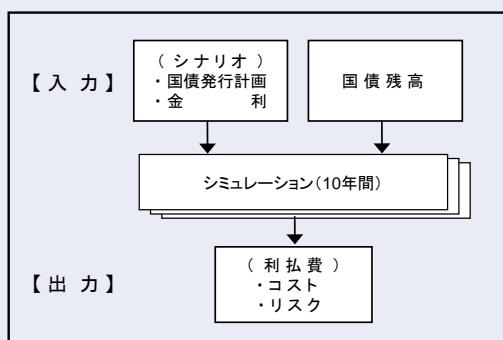 【入力】
（シナリオ）
・国債発行計画
・金利
国債残高
シミュレーション（10年間）
【出力】
（利払費）
・コスト
・リスク